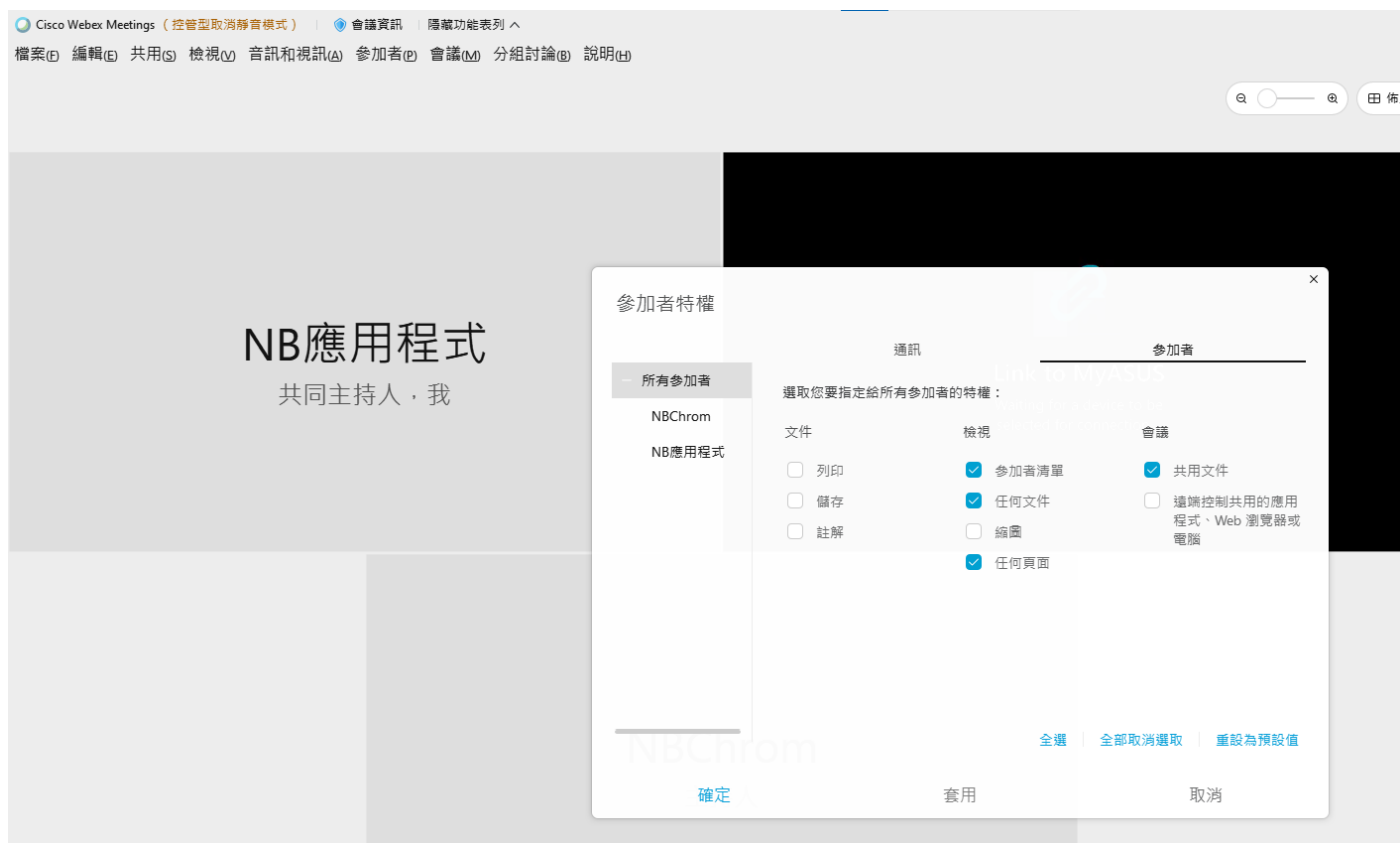 Cisco Webex Meetings （控管型取消靜音模式） 會議資訊 隱藏功能表列
檔案(F) 編輯(E) 共用(S) 檢視(V) 音訊和視訊(A) 參加者(P) 會議(M) 分組討論(B) 說明(H)
佈
NB應用程式
共同主持人，我
參加者特權
通訊 參加者
所有參加者
NBChrom
NB應用程式
Link to MyASUS
選取您要指定給所有參加者的特權：
文件 檢視 會議
列印 參加者清單 共用文件
儲存 任何文件 遠端控制共用的應用
程式、Web 瀏覽器或
電腦
註解 縮圖
任何頁面
全選 全部取消選取 重設為預設值
NBChrom
確定 套用 取消